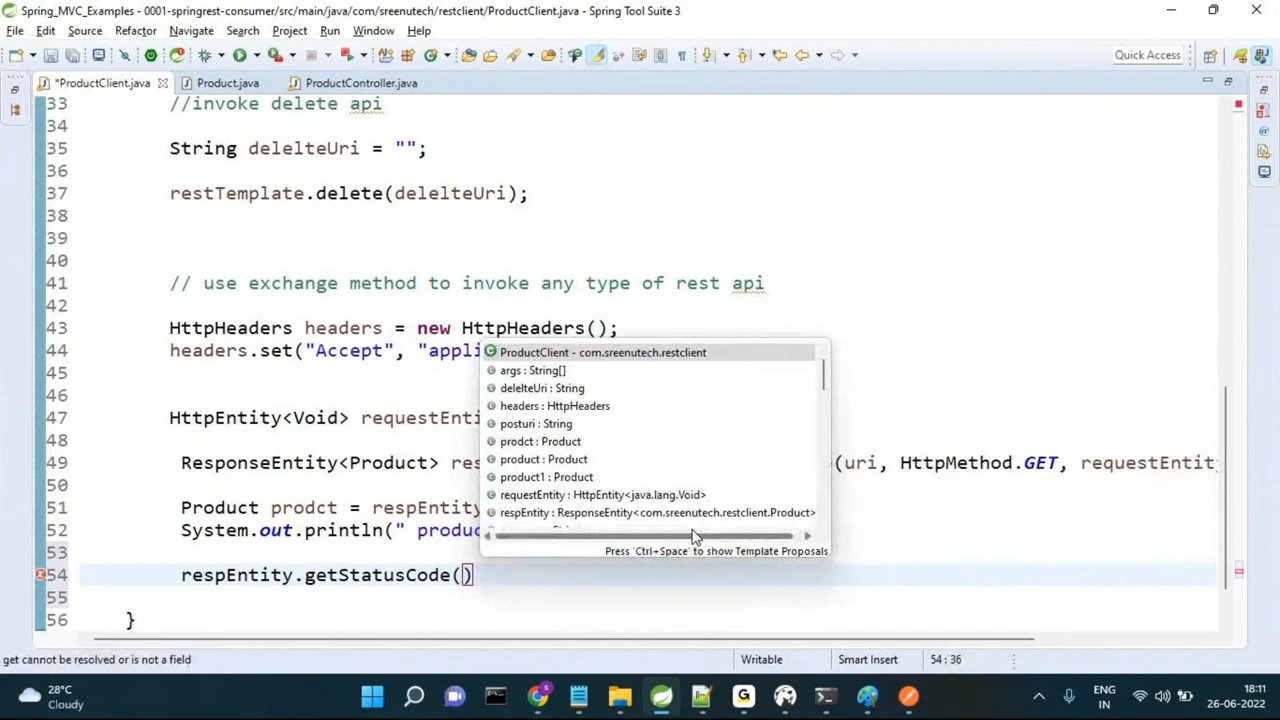 Spring_MVC_Examples - 0001-springrest-consumer/src/main/java/com/sreenutech/restclient/ProductClient.java - Spring Tool Suite 3
File Edit Source Refactor Navigate Search Project Run Window Help
Quick Access
*ProductClient.java Product.java ProductController.java
33 //invoke delete api
34
35 String delelteUri = "";
36
37 restTemplate.delete(delelteUri);
38
39
40
41 // use exchange method to invoke any type of rest api
42
43 HttpHeaders headers = new HttpHeaders();
44 headers.set("Accept", "appli
45
46
47 HttpEntity<Void> requestEnti
48
49 ResponseEntity<Product> res (uri, HttpMethod.GET, requestEntity
50
51 Product prodct = respEntity
52 System.out.println(" produc
53
54 respEntity.getStatusCode()
55
56 }
ProductClient - com.sreenutech.restclient
args : String[]
delelteUri : String
headers : HttpHeaders
posturi : String
prodct : Product
product : Product
product1 : Product
requestEntity : HttpEntity<java.lang.Void>
respEntity : ResponseEntity<com.sreenutech.restclient.Product>
Press 'Ctrl+Space' to show Template Proposals
get cannot be resolved or is not a field Writable Smart Insert 54 : 36
28°C
Cloudy
ENG
IN
18:11
26-06-2022